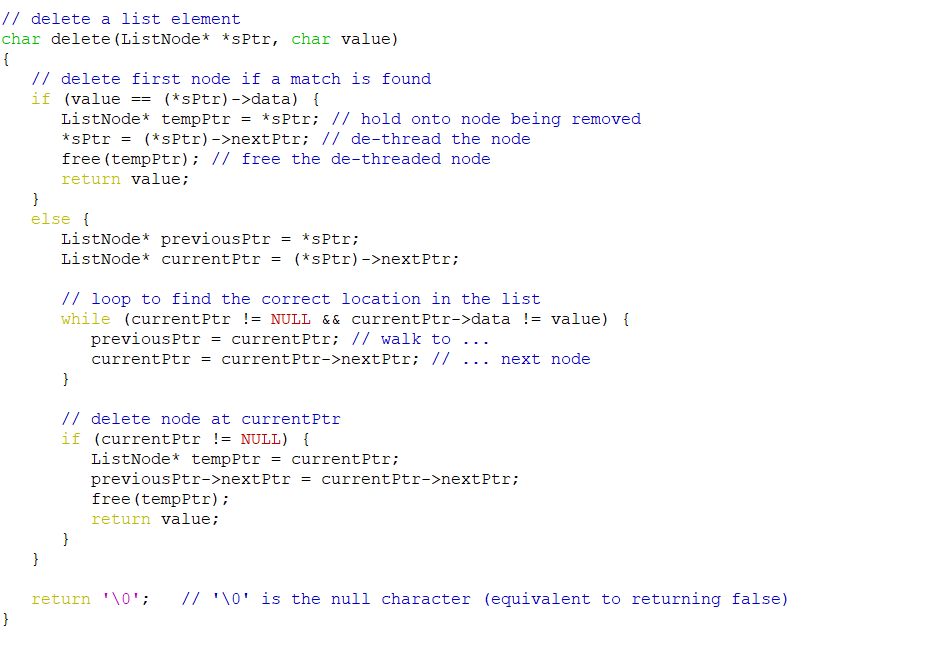 // delete a list element
char delete(ListNode* *sPtr, char value)
{
   // delete first node if a match is found
   if (value == (*sPtr)->data) {
      ListNode* tempPtr = *sPtr; // hold onto node being removed
      *sPtr = (*sPtr)->nextPtr; // de-thread the node
      free(tempPtr); // free the de-threaded node
      return value;
   }
   else {
      ListNode* previousPtr = *sPtr;
      ListNode* currentPtr = (*sPtr)->nextPtr;

      // loop to find the correct location in the list
      while (currentPtr != NULL && currentPtr->data != value) {
         previousPtr = currentPtr; // walk to ...
         currentPtr = currentPtr->nextPtr; // ... next node
      }

      // delete node at currentPtr
      if (currentPtr != NULL) {
         ListNode* tempPtr = currentPtr;
         previousPtr->nextPtr = currentPtr->nextPtr;
         free(tempPtr);
         return value;
      }
   }

   return '\0';   // '\0' is the null character (equivalent to returning false)
}